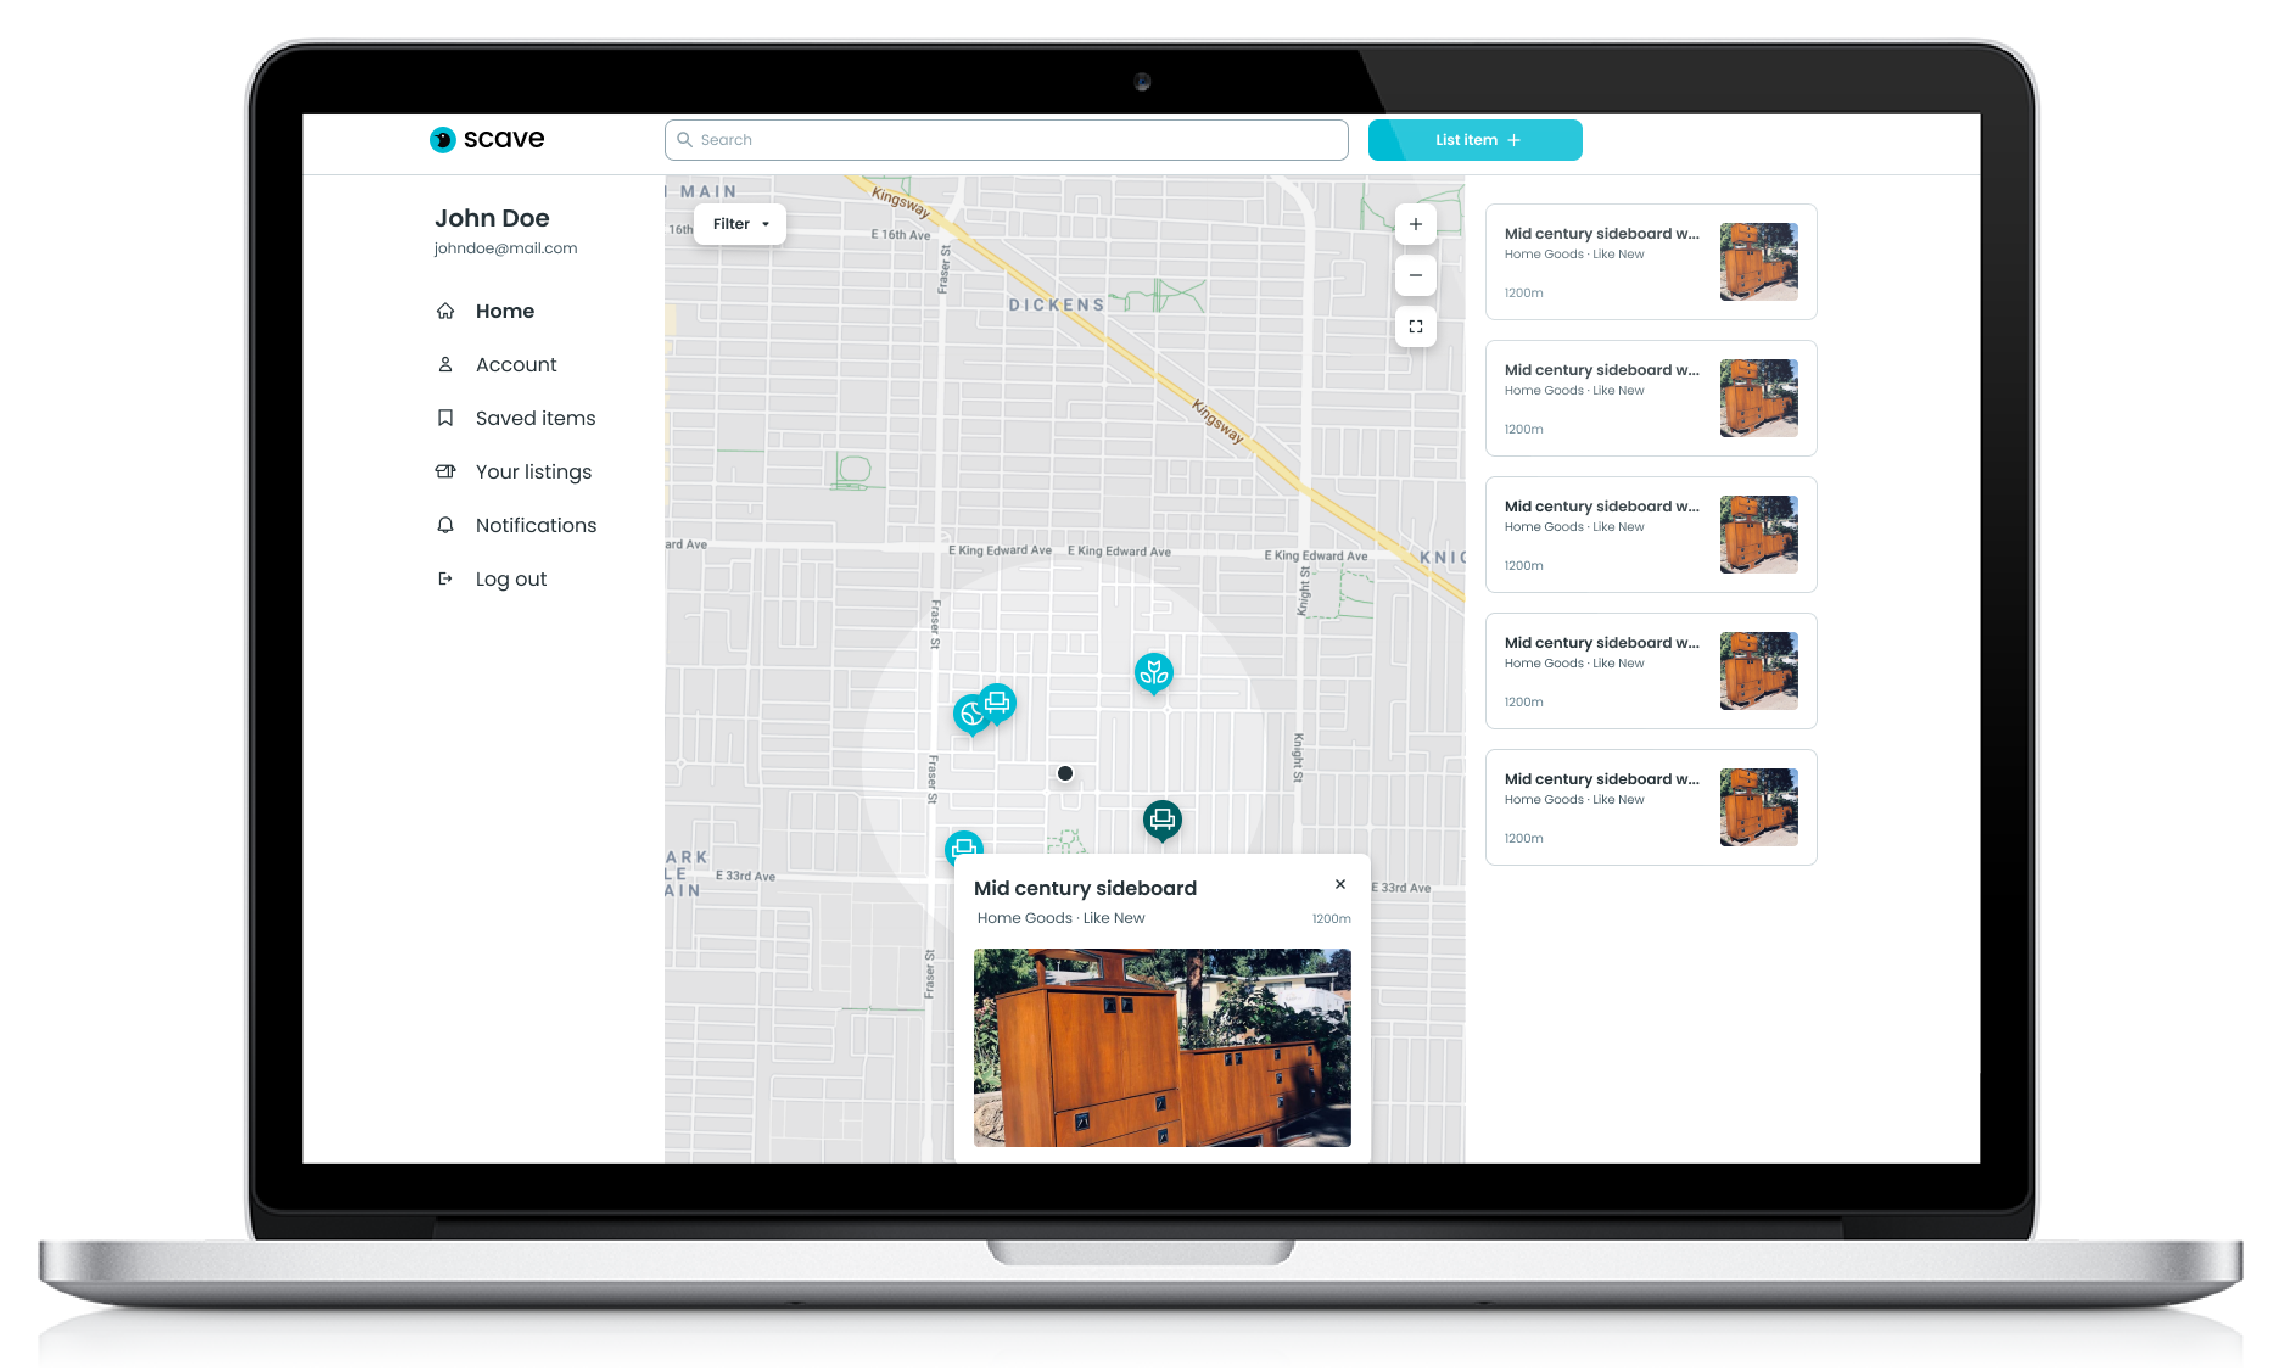 scave
Search
List item +
John Doe
johndoe@mail.com
Home
Account
Saved items
Your listings
Notifications
Log out
MAIN
Kingsway
16th
Filter
E 16th Ave
Fraser St
DICKENS
Kingsway
ard Ave
E King Edward Ave
E King Edward Ave
E King Edward Ave
KNIG
Knight St
Fraser St
Knight St
Fraser St
ARK
LE
AIN
E 33rd Ave
E 33rd Ave
Fraser St
Mid century sideboard
Home Goods · Like New
1200m
Mid century sideboard w...
Home Goods · Like New
1200m
Mid century sideboard w...
Home Goods · Like New
1200m
Mid century sideboard w...
Home Goods · Like New
1200m
Mid century sideboard w...
Home Goods · Like New
1200m
Mid century sideboard w...
Home Goods · Like New
1200m